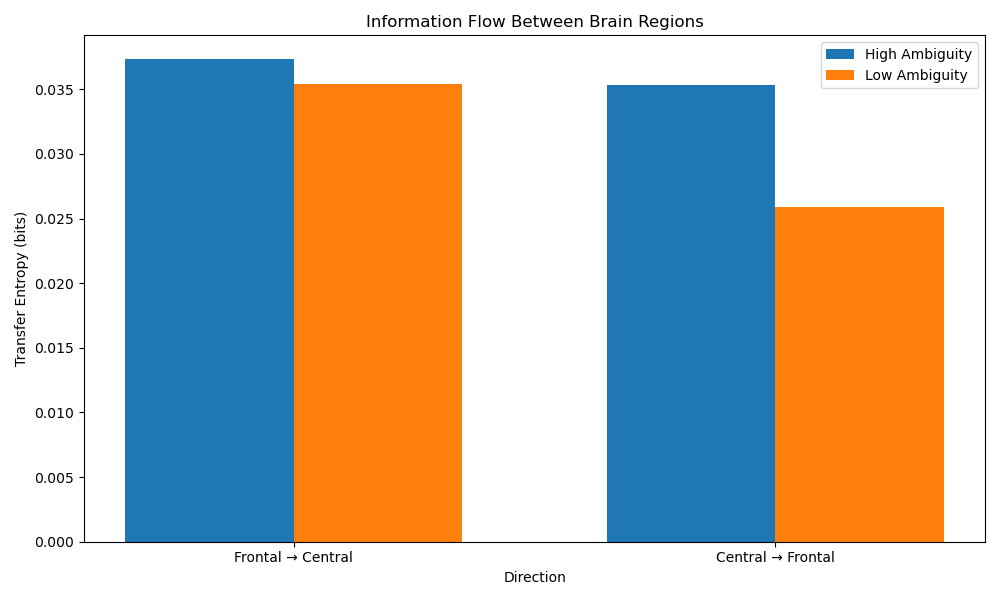 Information Flow Between Brain Regions
High Ambiguity
Low Ambiguity
Transfer Entropy (bits)
0.035
0.030
0.025
0.020
0.015
0.010
0.005
0.000
Frontal → Central
Central → Frontal
Direction